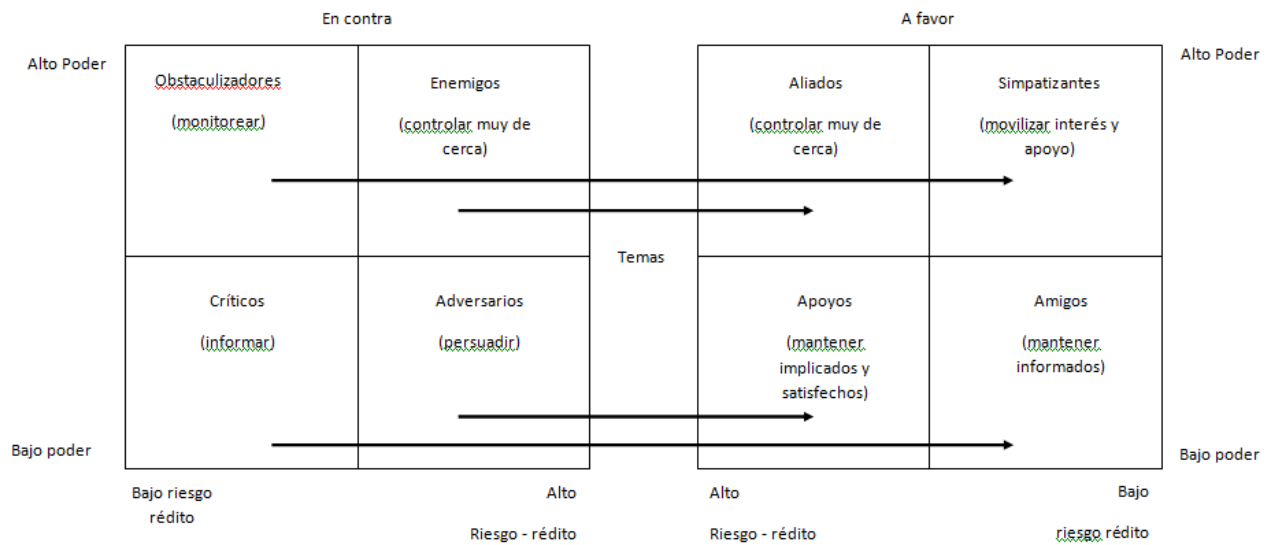 En contra
A favor
Alto Poder
Alto Poder
Obstaculizadores
(monitorear)
Enemigos
(controlar muy de
cerca)
Aliados
(controlar muy de
cerca)
Simpatizantes
(movilizar interés y
apoyo)
Temas
Críticos
(informar)
Adversarios
(persuadir)
Apoyos
(mantener
implicados y
satisfechos)
Amigos
(mantener
informados)
Bajo poder
Bajo poder
Bajo riesgo
rédito
Alto
Riesgo - rédito
Alto
Riesgo - rédito
Bajo
riesgo rédito